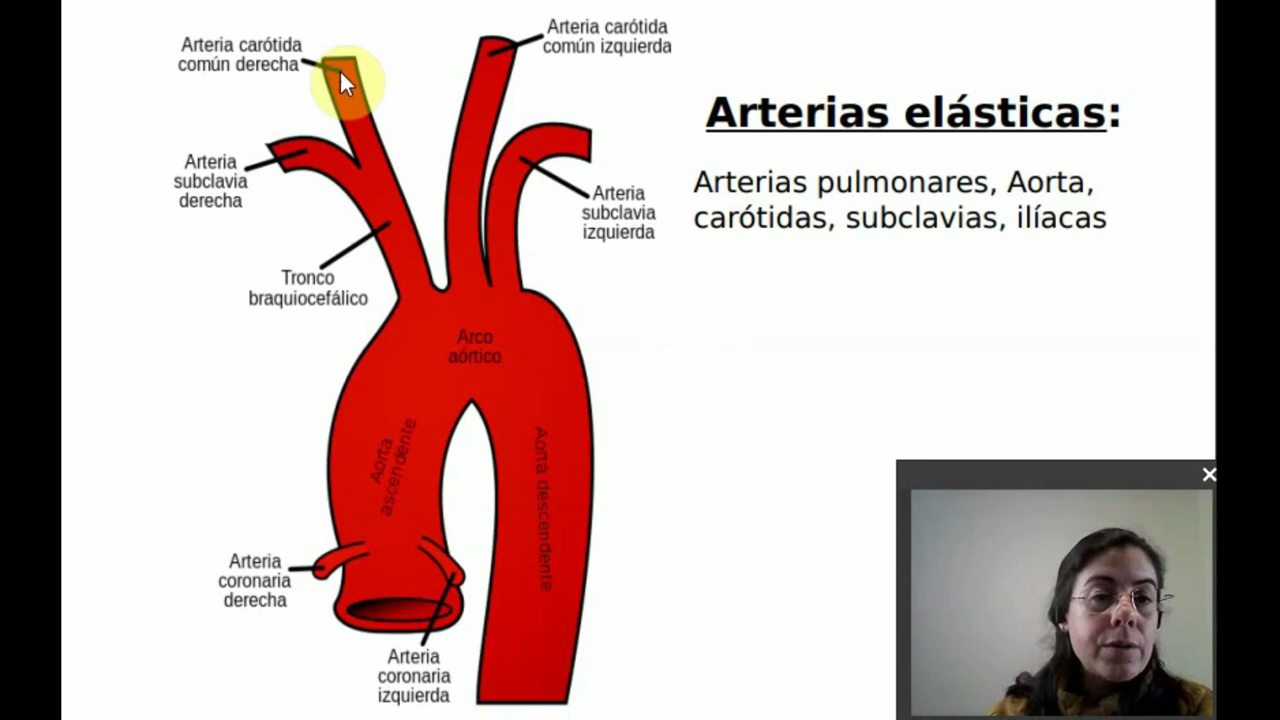 Arteria carótida
común derecha
Arteria carótida
común izquierda
Arterias elásticas:
Arteria
subclavia
derecha
Arteria
subclavia
izquierda
Arterias pulmonares, Aorta,
carótidas, subclavias, ilíacas
Tronco
braquiocefálico
Arco
aórtico
Aorta
ascendente
Aorta descendente
Arteria
coronaria
derecha
Arteria
coronaria
izquierda